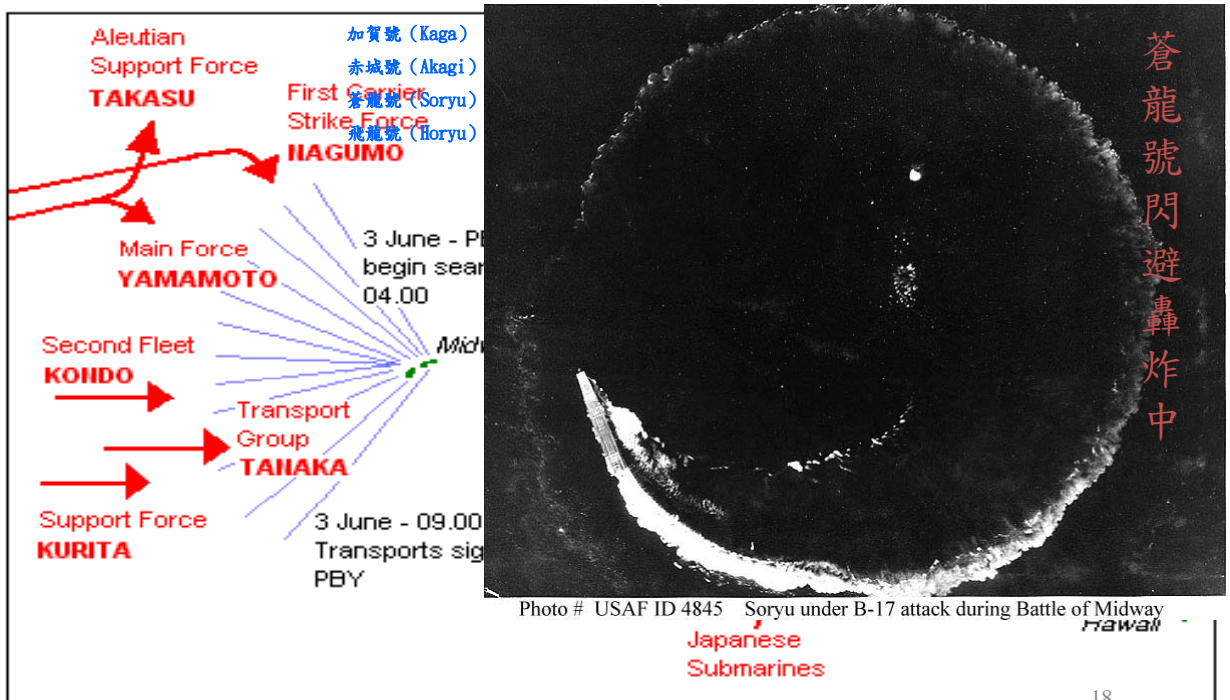 Aleutian
Support Force
TAKASU
加賀號（Kaga）
赤城號（Akagi）
蒼龍號（Soryu）
飛龍號（Horyu）
First Carrier
Strike Force
NAGUMO
Main Force
YAMAMOTO
3 June - PB
begin sear
04.00
Midw
Second Fleet
KONDO
Transport
Group
TANAKA
Support Force
KURITA
3 June - 09.00
Transports sig
PBY
蒼龍號閃避轟炸中
Photo # USAF ID 4845 Soryu under B-17 attack during Battle of Midway
Hawaii
Japanese
Submarines
18